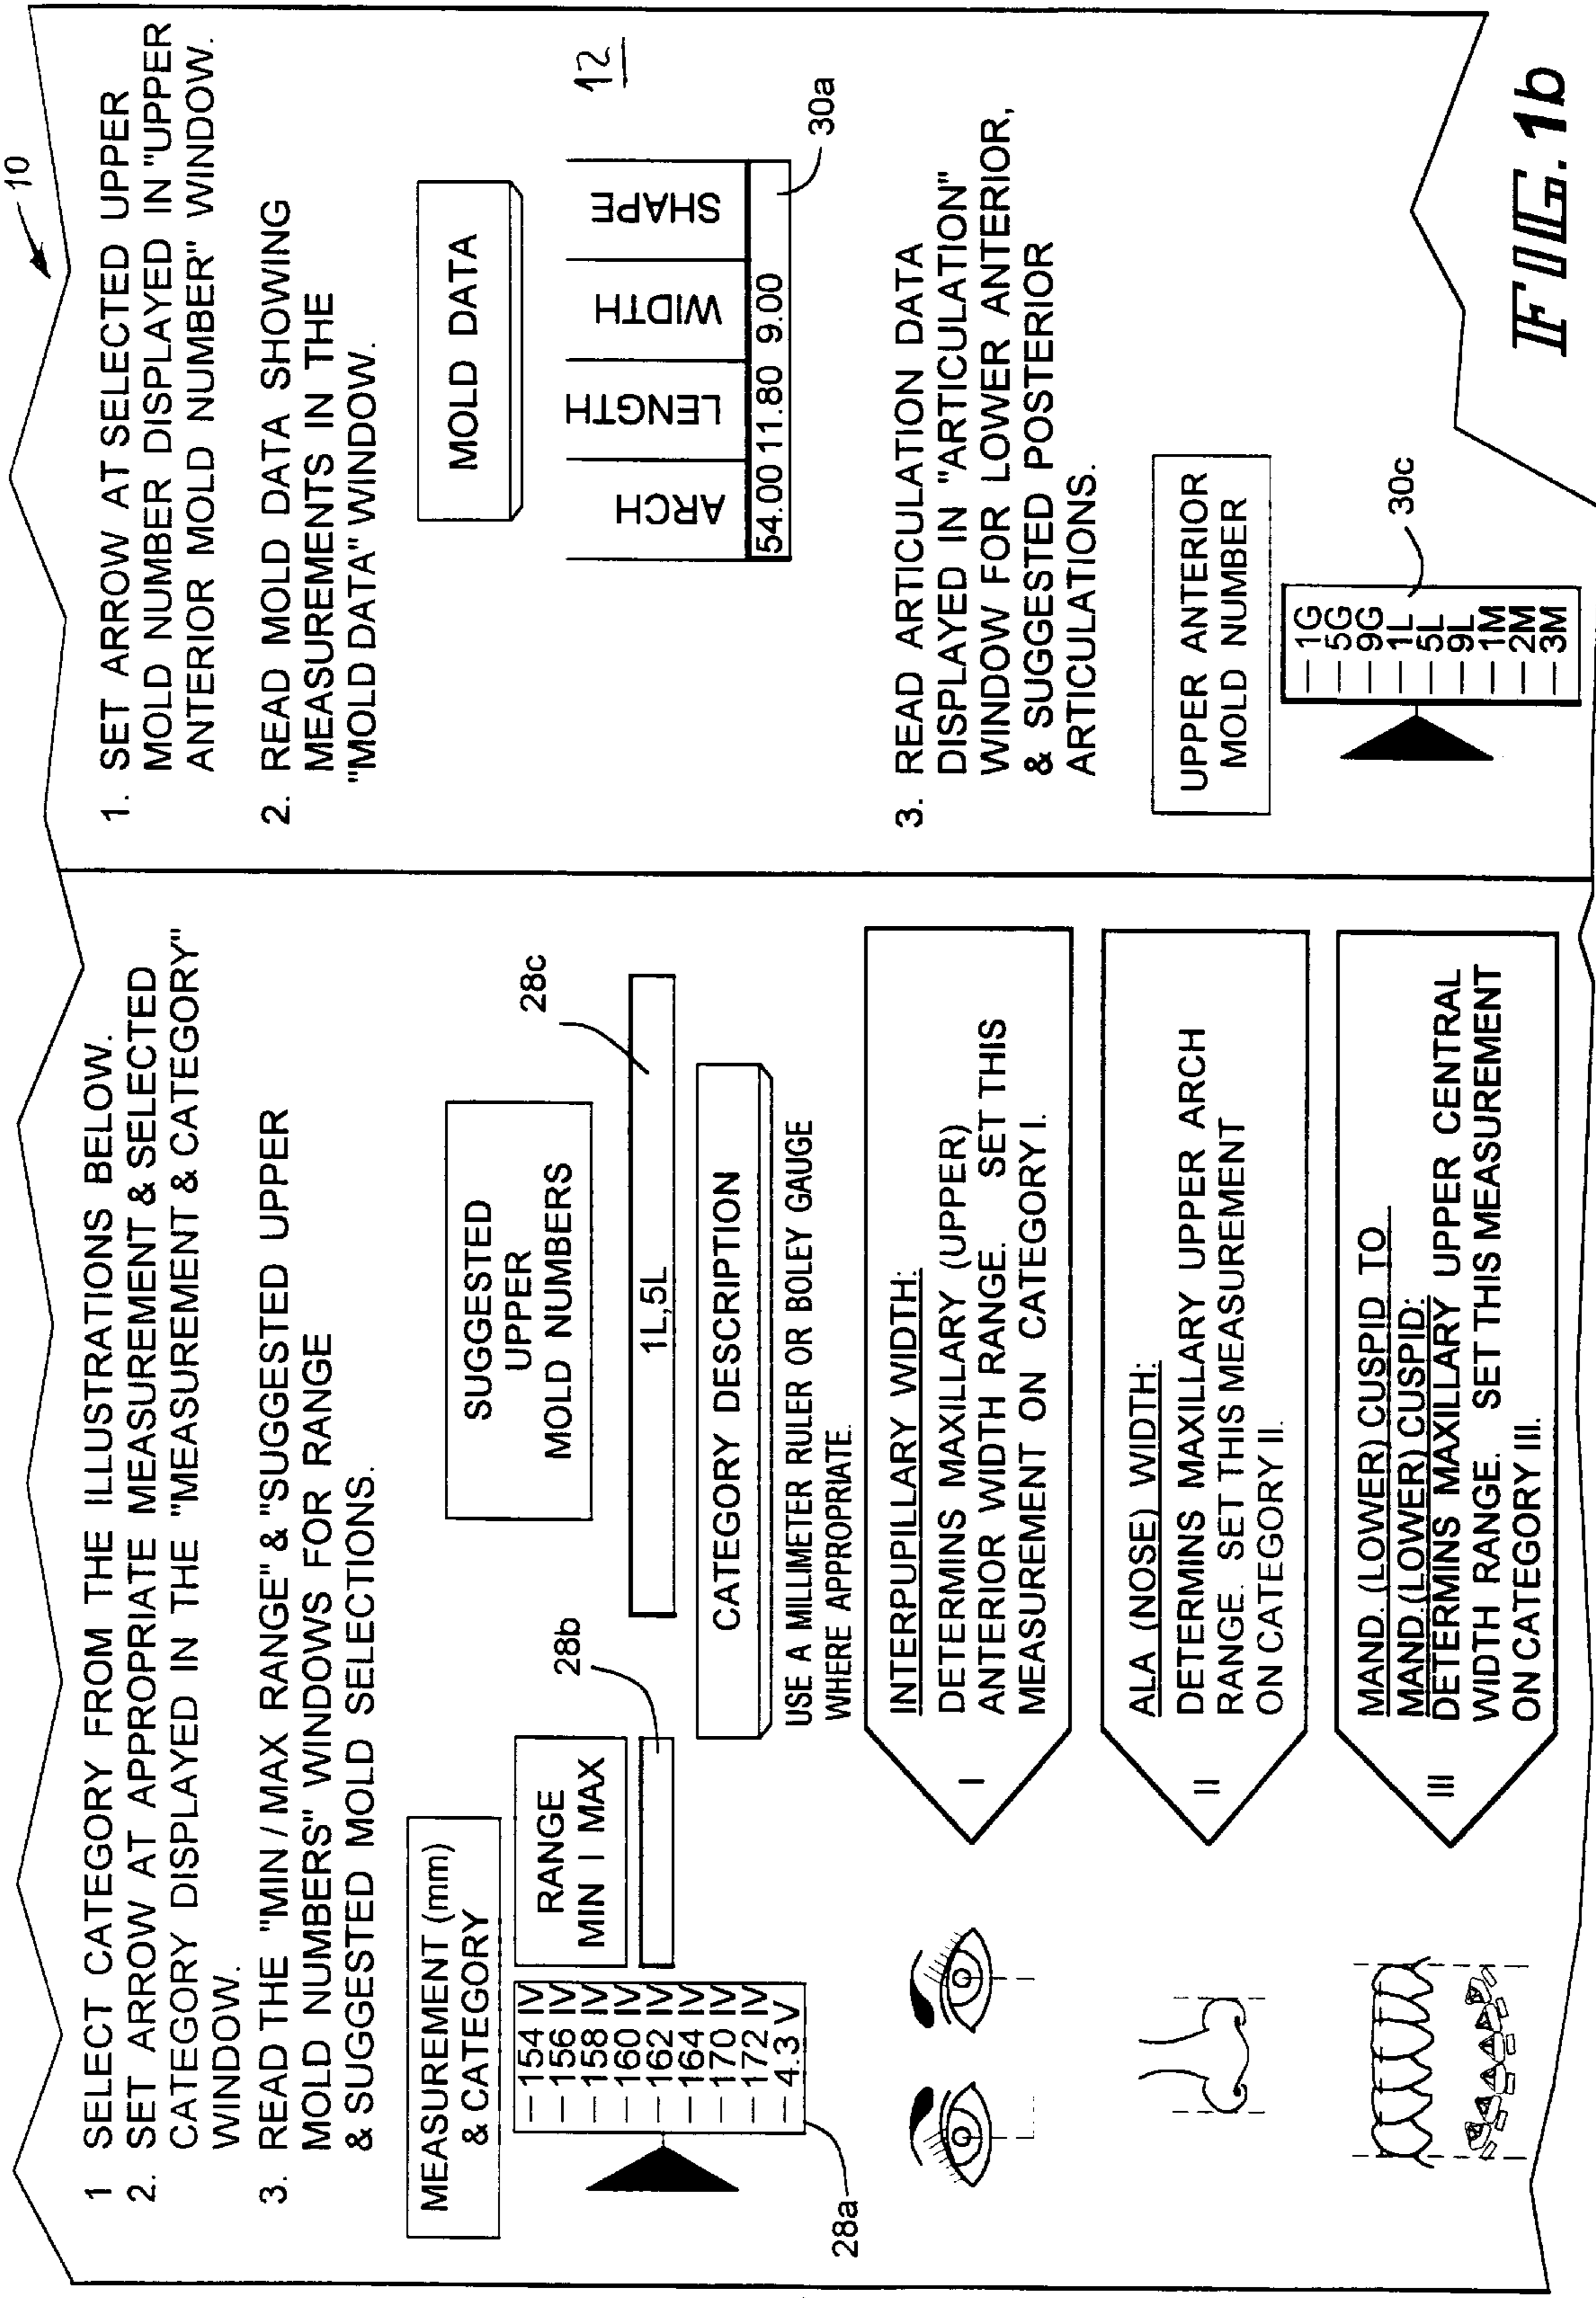 10
1 SELECT CATEGORY FROM THE ILLUSTRATIONS BELOW.
2. SET ARROW AT APPROPRIATE MEASUREMENT & SELECTED
CATEGORY DISPLAYED IN THE "MEASUREMENT & CATEGORY"
WINDOW.
3. READ THE "MIN / MAX RANGE" & "SUGGESTED UPPER
MOLD NUMBERS" WINDOWS FOR RANGE
& SUGGESTED MOLD SELECTIONS.
MEASUREMENT (mm)
& CATEGORY
154 IV
156 IV
158 IV
160 IV
162 IV
164 IV
170 IV
172 IV
4.3 V
28a
RANGE
MIN I MAX
28b
SUGGESTED
UPPER
MOLD NUMBERS
28c
1L,5L
CATEGORY DESCRIPTION
USE A MILLIMETER RULER OR BOLEY GAUGE
WHERE APPROPRIATE.
I
INTERPUPILLARY WIDTH:
DETERMINS MAXILLARY (UPPER)
ANTERIOR WIDTH RANGE. SET THIS
MEASUREMENT ON CATEGORY I.
II
ALA (NOSE) WIDTH:
DETERMINS MAXILLARY UPPER ARCH
RANGE. SET THIS MEASUREMENT
ON CATEGORY II.
III
MAND. (LOWER) CUSPID TO
MAND.(LOWER) CUSPID:
DETERMINS MAXILLARY UPPER CENTRAL
WIDTH RANGE. SET THIS MEASUREMENT
ON CATEGORY III.
1. SET ARROW AT SELECTED UPPER
MOLD NUMBER DISPLAYED IN "UPPER
ANTERIOR MOLD NUMBER" WINDOW.
2. READ MOLD DATA SHOWING
MEASUREMENTS IN THE
"MOLD DATA" WINDOW.
MOLD DATA
12
ARCH LENGTH WIDTH SHAPE
54.00 11.80 9.00
30a
3. READ ARTICULATION DATA
DISPLAYED IN "ARTICULATION"
WINDOW FOR LOWER ANTERIOR,
& SUGGESTED POSTERIOR
ARTICULATIONS.
UPPER ANTERIOR
MOLD NUMBER
1G
5G
9G
1L
5L
9L
1M
2M
3M
30c
FIG. 1b